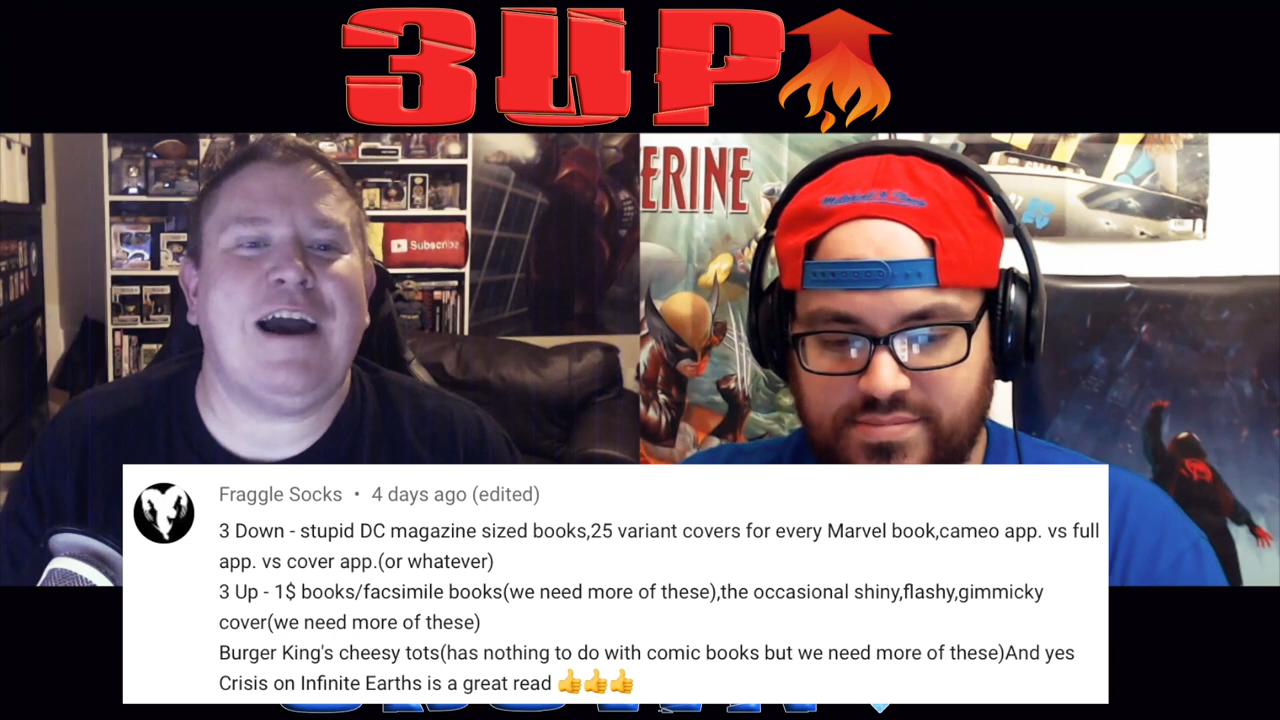 3UP
Subscribe
ERINE
Mitchell & Ness
Fraggle Socks • 4 days ago (edited)
3 Down - stupid DC magazine sized books,25 variant covers for every Marvel book,cameo app. vs full
app. vs cover app.(or whatever)
3 Up - 1$ books/facsimile books(we need more of these),the occasional shiny,flashy,gimmicky
cover(we need more of these)
Burger King's cheesy tots(has nothing to do with comic books but we need more of these)And yes
Crisis on Infinite Earths is a great read 👍👍👍